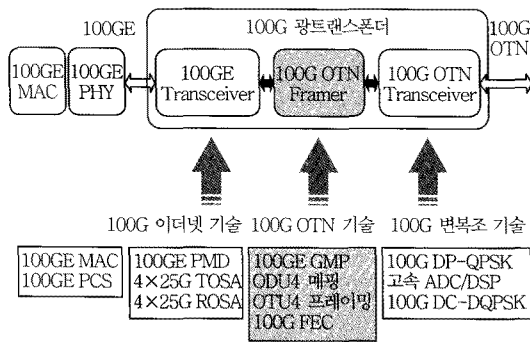 100GE
100G 광트랜스폰더
100G
OTN
100GE
MAC
100GE
PHY
100GE
Transceiver
100G OTN
Framer
100G OTN
Transceiver
100G 이더넷 기술
100G OTN 기술
100G 변복조 기술
100GE MAC
100GE PCS
100GE PMD
4×25G TOSA
4×25G ROSA
100GE GMP
ODU4 매핑
OTU4 프레이밍
100G FEC
100G DP-QPSK
고속 ADC/DSP
100G DC-DQPSK